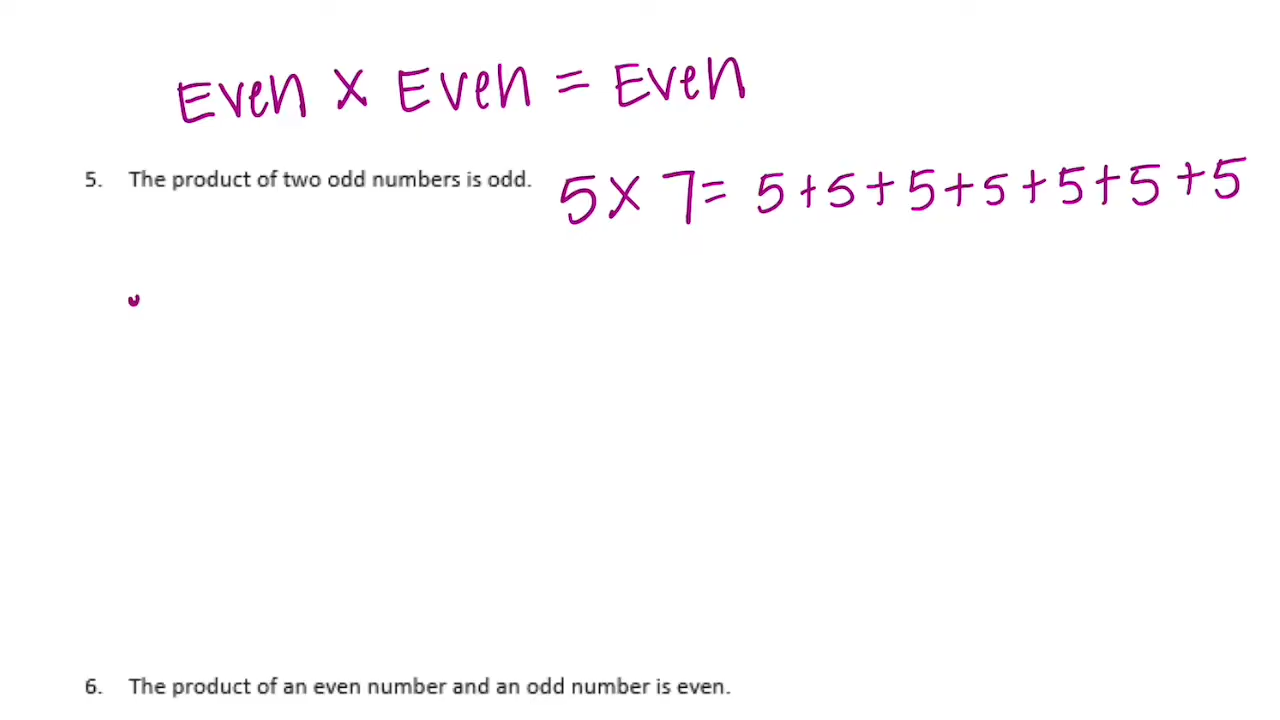 Even × Even = Even
5. The product of two odd numbers is odd. 5 × 7 = 5 + 5 + 5 + 5 + 5 + 5 + 5
6. The product of an even number and an odd number is even.